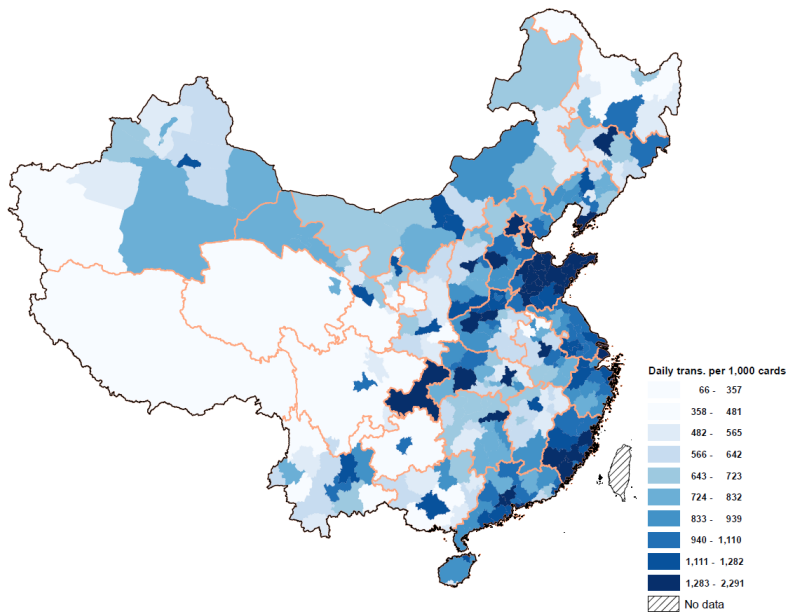 Daily trans. per 1,000 cards
66 - 357
358 - 481
482 - 565
566 - 642
643 - 723
724 - 832
833 - 939
940 - 1,110
1,111 - 1,282
1,283 - 2,291
No data